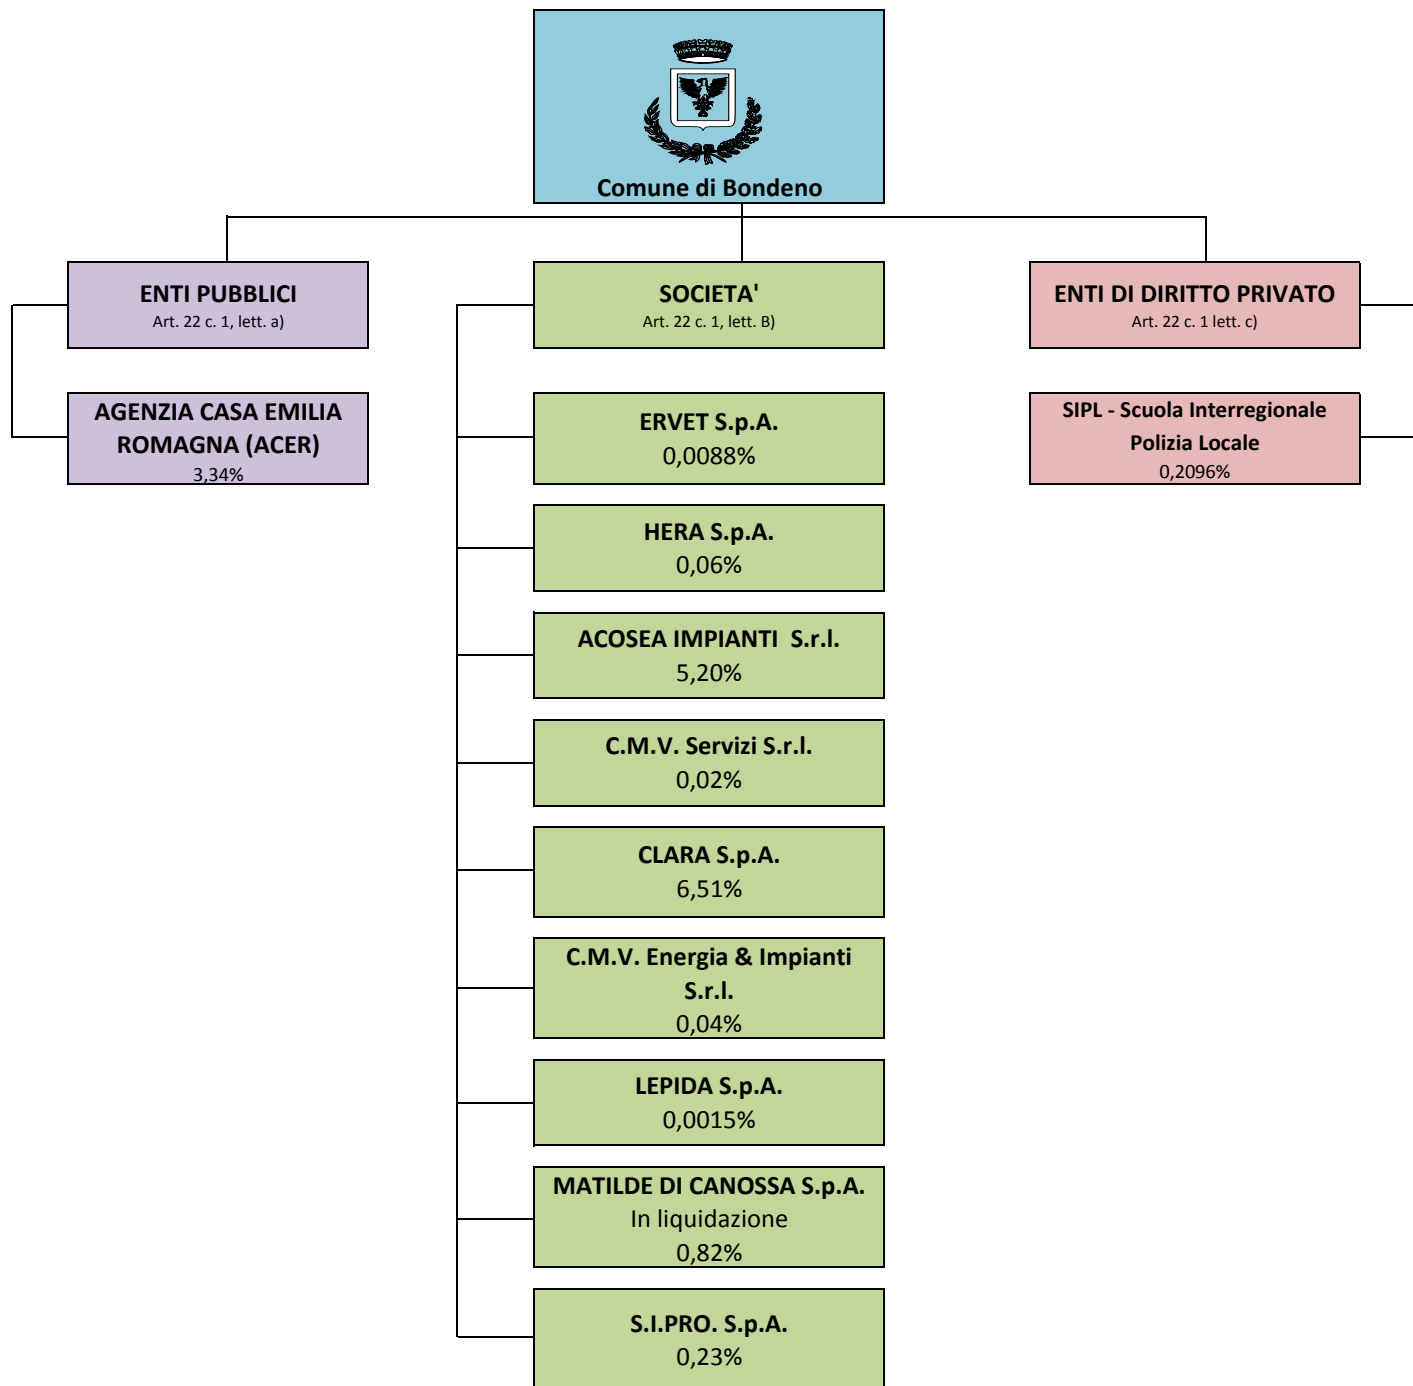 Comune di Bondeno
ENTI PUBBLICI
Art. 22 c. 1, lett. a)
AGENZIA CASA EMILIA
ROMAGNA (ACER)
3,34%
SOCIETA'
Art. 22 c. 1, lett. B)
ERVET S.p.A.
0,0088%
HERA S.p.A.
0,06%
ACOSEA IMPIANTI  S.r.l.
5,20%
C.M.V. Servizi S.r.l.
0,02%
CLARA S.p.A.
6,51%
C.M.V. Energia & Impianti
S.r.l.
0,04%
LEPIDA S.p.A.
0,0015%
MATILDE DI CANOSSA S.p.A.
In liquidazione
0,82%
S.I.PRO. S.p.A.
0,23%
ENTI DI DIRITTO PRIVATO
Art. 22 c. 1 lett. c)
SIPL - Scuola Interregionale
Polizia Locale
0,2096%